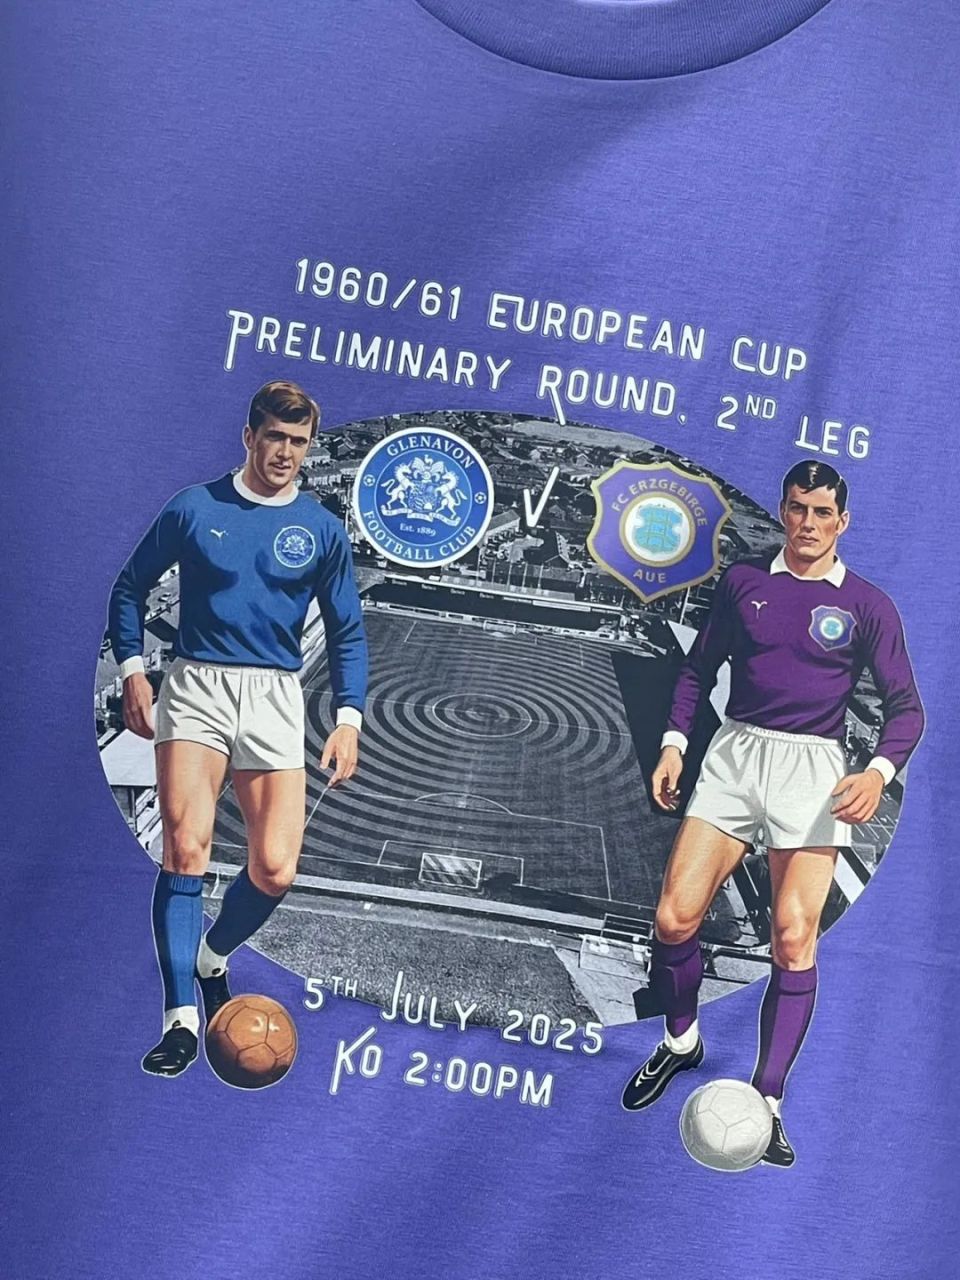 1960/61 EUROPEAN CUP
PRELIMINARY ROUND, 2ND LEG
GLENAVON
Est. 1889
FOOTBALL CLUB
V
FC ERZGEBIRGE
AUE
5TH JULY 2025
KO 2:00PM